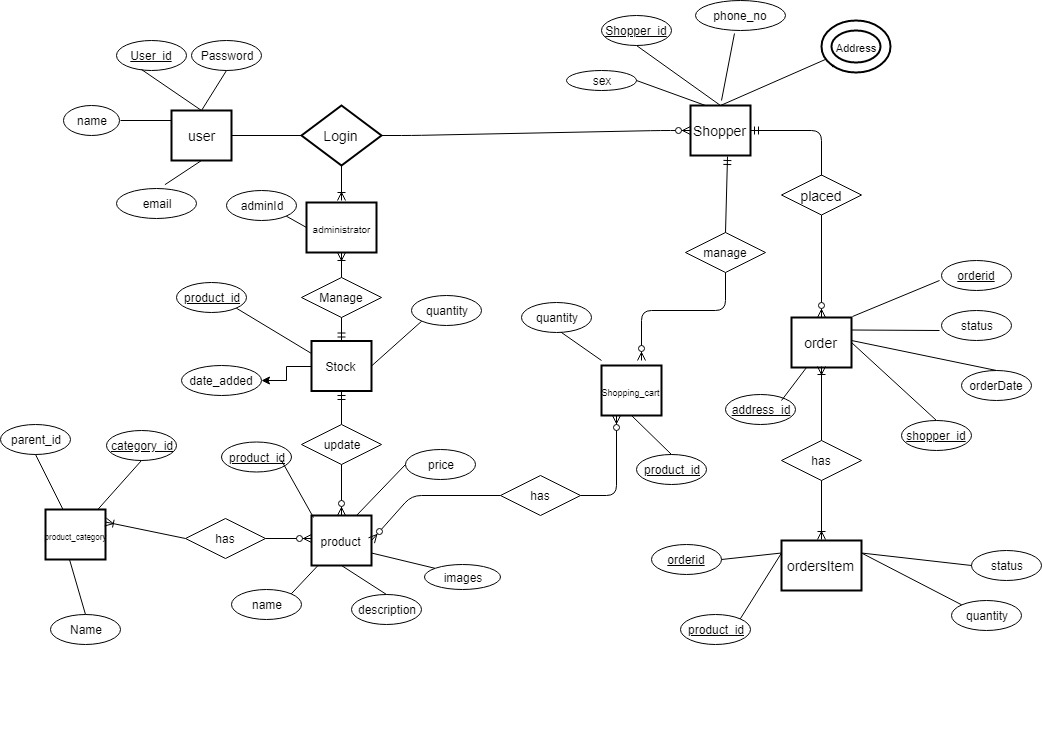 phone_no
Shopper_id
Address
User_id
Password
sex
name
user
Login
Shopper
email
adminId
administrator
placed
manage
product_id
Manage
quantity
quantity
orderid
status
Stock
date_added
order
orderDate
Shopping_cart
address_id
shopper_id
parent_id
category_id
update
product_id
price
product_id
has
has
product_category
has
product
orderid
ordersItem
status
images
name
description
quantity
Name
product_id